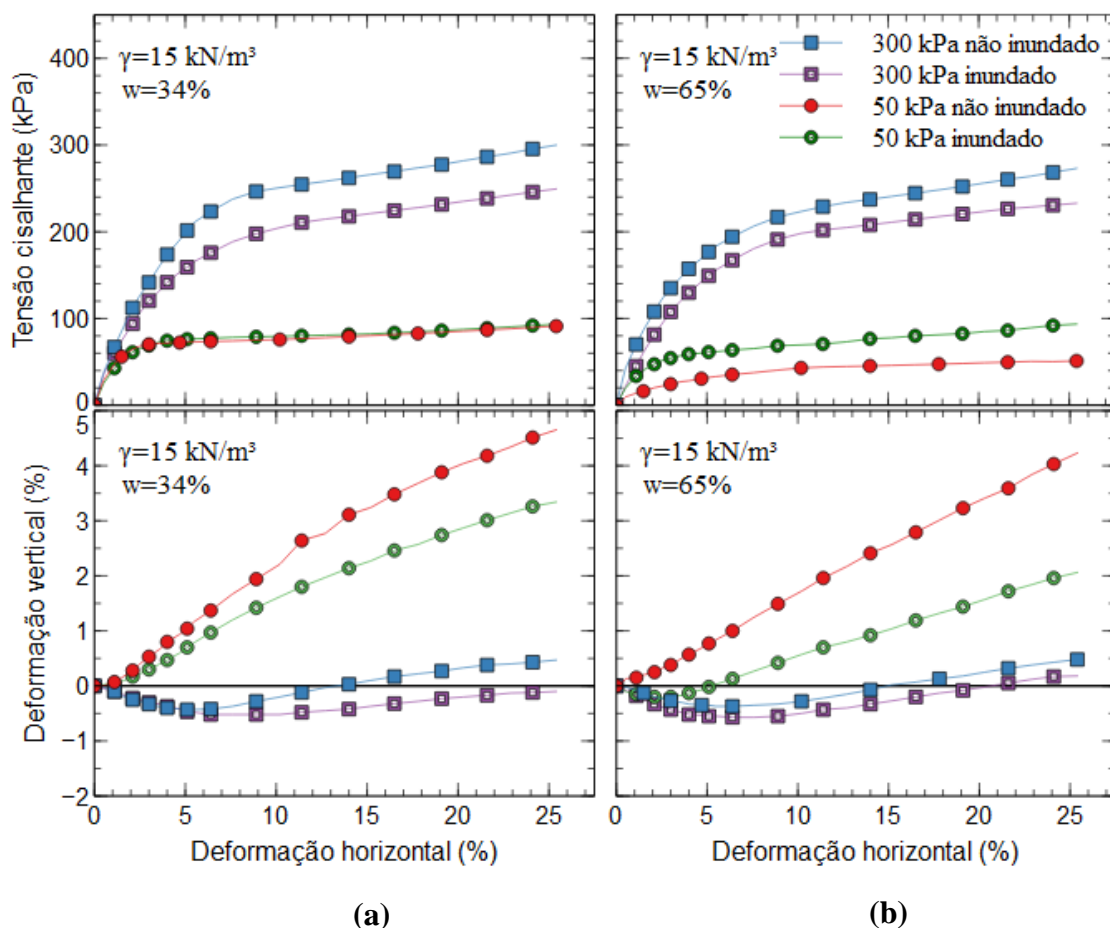 Tensão cisalhante (kPa)
400
300
200
100
0
γ=15 kN/m³
w=34%
γ=15 kN/m³
w=65%
300 kPa não inundado
300 kPa inundado
50 kPa não inundado
50 kPa inundado
Deformação vertical (%)
5
4
3
2
1
0
−1
−2
γ=15 kN/m³
w=34%
γ=15 kN/m³
w=65%
0 5 10 15 20 25
0 5 10 15 20 25
Deformação horizontal (%)
Deformação horizontal (%)
(a)
(b)